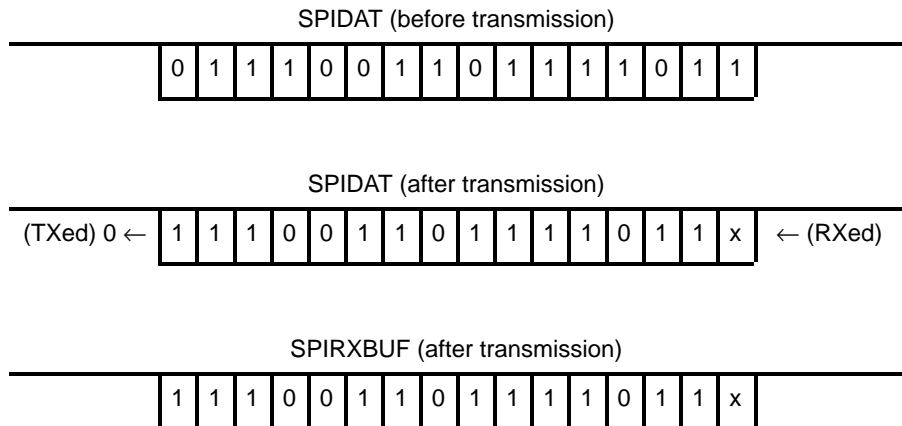 SPIDAT (before transmission)
0 1 1 1 0 0 1 1 0 1 1 1 1 0 1 1
SPIDAT (after transmission)
(TXed) 0 ← 1 1 1 0 0 1 1 0 1 1 1 1 0 1 1 x ← (RXed)
SPIRXBUF (after transmission)
1 1 1 0 0 1 1 0 1 1 1 1 0 1 1 x